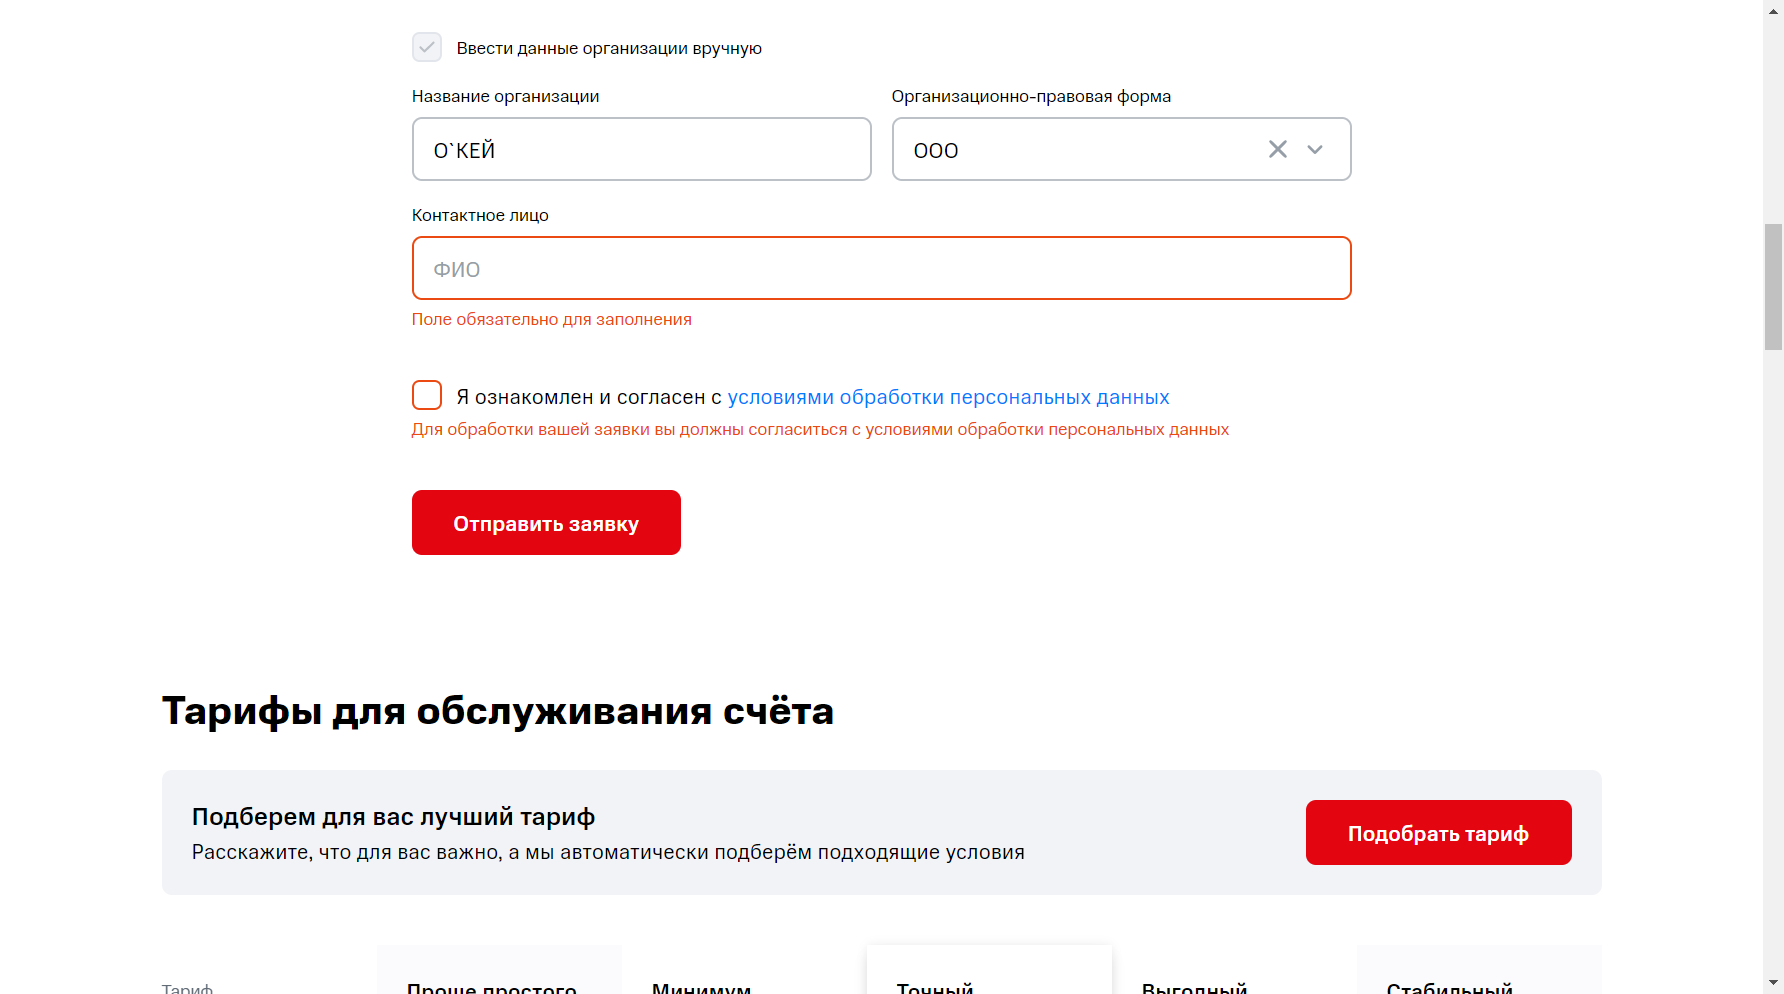 Ввести данные организации вручную
Название организации
Организационно-правовая форма
О`КЕЙ
ООО
Контактное лицо
ФИО
Поле обязательно для заполнения
Я ознакомлен и согласен с условиями обработки персональных данных
Для обработки вашей заявки вы должны согласиться с условиями обработки персональных данных
Отправить заявку
Тарифы для обслуживания счёта
Подберем для вас лучший тариф
Расскажите, что для вас важно, а мы автоматически подберём подходящие условия
Подобрать тариф
Тариф
Проще простого
Минимум
Точный
Выгодный
Стабильный